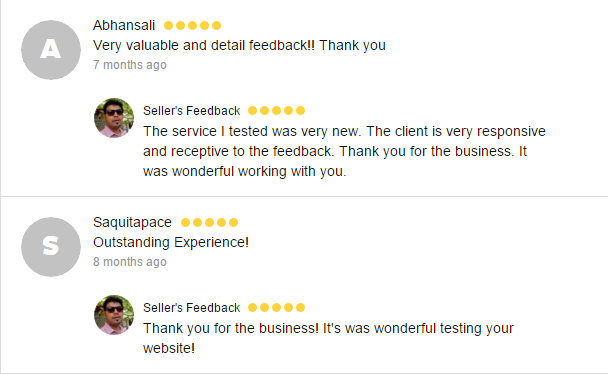 A
Abhansali
Very valuable and detail feedback!! Thank you
7 months ago
Seller's Feedback
The service I tested was very new. The client is very responsive
and receptive to the feedback. Thank you for the business. It
was wonderful working with you.
S
Saquitapace
Outstanding Experience!
8 months ago
Seller's Feedback
Thank you for the business! It's was wonderful testing your
website!